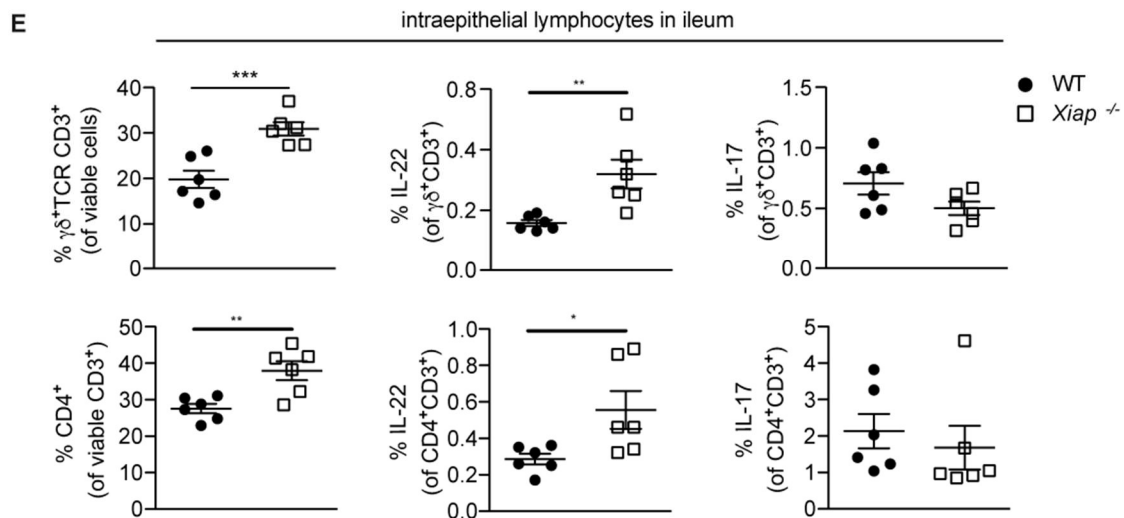 E
intraepithelial lymphocytes in ileum
WT
Xiap -/-
% γδ+TCR CD3+
(of viable cells)
40
30
20
10
0
***
% IL-22
(of γδ+CD3+)
0.8
0.4
0.2
0.0
**
% IL-17
(of γδ+CD3+)
1.5
1.0
0.5
0.0
% CD4+
(of viable CD3+)
50
40
30
20
10
0
**
% IL-22
(of CD4+CD3+)
1.0
0.8
0.6
0.4
0.2
0.0
*
% IL-17
(of CD4+CD3+)
5
4
3
2
1
0